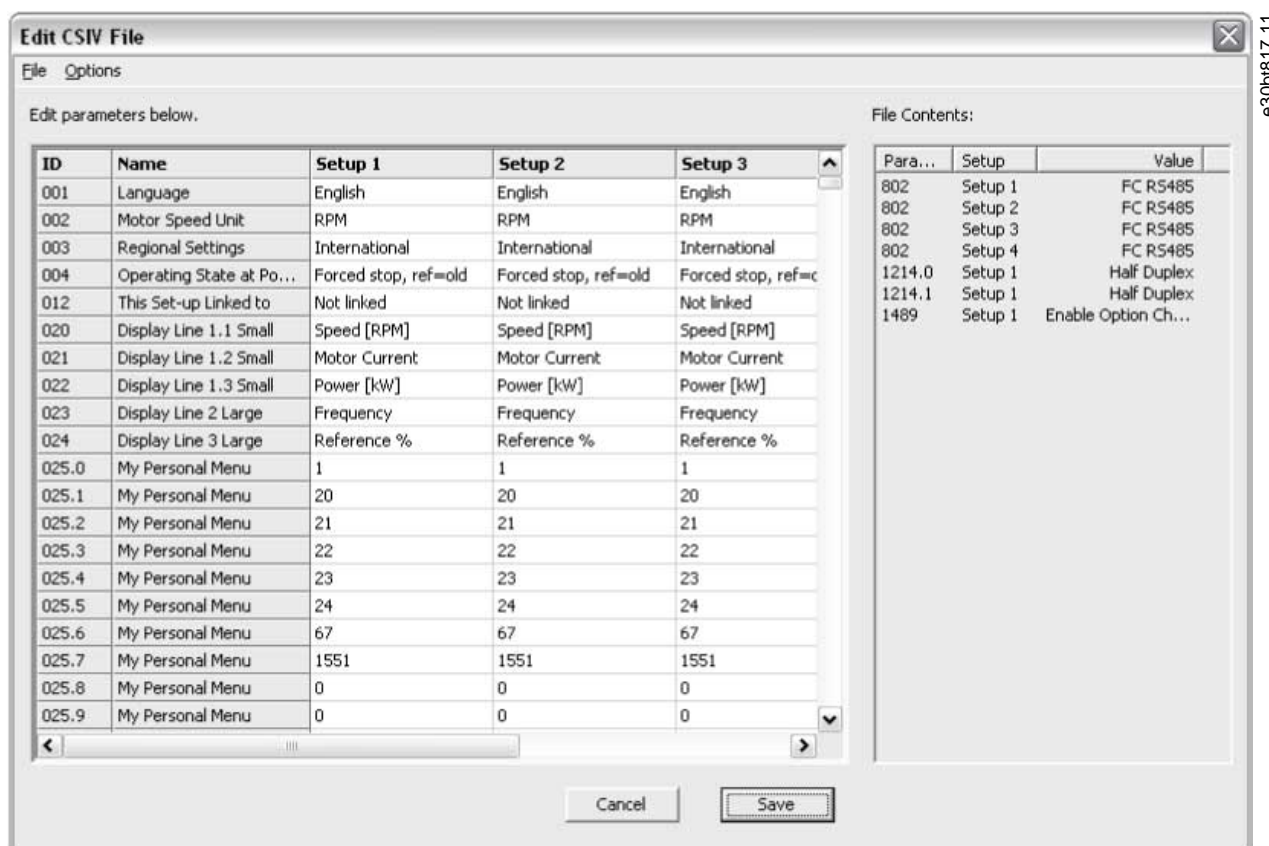 Edit CSIV File
File Options
Edit parameters below.
ID Name Setup 1 Setup 2 Setup 3
001 Language English English English
002 Motor Speed Unit RPM RPM RPM
003 Regional Settings International International International
004 Operating State at Po... Forced stop, ref=old Forced stop, ref=old Forced stop, ref=c
012 This Set-up Linked to Not linked Not linked Not linked
020 Display Line 1.1 Small Speed [RPM] Speed [RPM] Speed [RPM]
021 Display Line 1.2 Small Motor Current Motor Current Motor Current
022 Display Line 1.3 Small Power [kW] Power [kW] Power [kW]
023 Display Line 2 Large Frequency Frequency Frequency
024 Display Line 3 Large Reference % Reference % Reference %
025.0 My Personal Menu 1 1 1
025.1 My Personal Menu 20 20 20
025.2 My Personal Menu 21 21 21
025.3 My Personal Menu 22 22 22
025.4 My Personal Menu 23 23 23
025.5 My Personal Menu 24 24 24
025.6 My Personal Menu 67 67 67
025.7 My Personal Menu 1551 1551 1551
025.8 My Personal Menu 0 0 0
025.9 My Personal Menu 0 0 0
File Contents:
Para... Setup Value
802 Setup 1 FC RS485
802 Setup 2 FC RS485
802 Setup 3 FC RS485
802 Setup 4 FC RS485
1214.0 Setup 1 Half Duplex
1214.1 Setup 1 Half Duplex
1489 Setup 1 Enable Option Ch...
Cancel Save
e30bt817.11